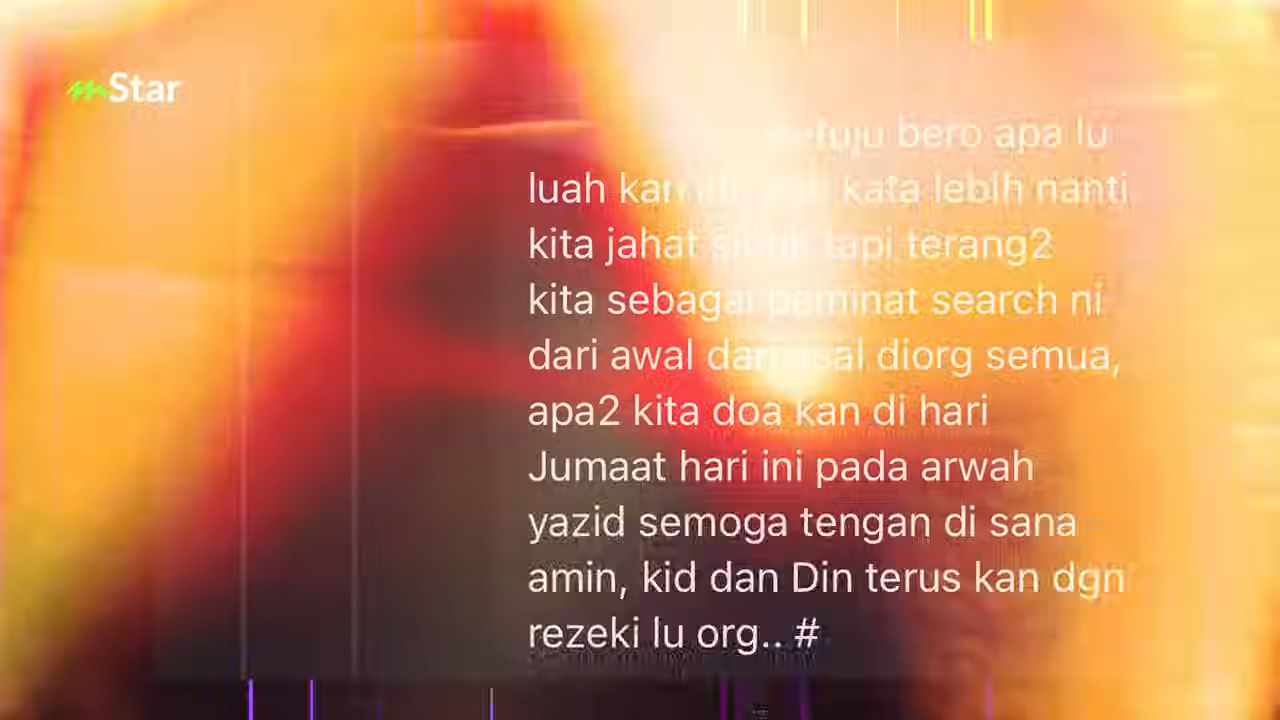 mStar
bero apa lu
luah kata lebih nanti
kita jahat tapi terang2
kita sebagai peminat search ni
dari awal dari asal diorg semua,
apa2 kita doa kan di hari
Jumaat hari ini pada arwah
yazid semoga tengan di sana
amin, kid dan Din terus kan dgn
rezeki lu org.. #